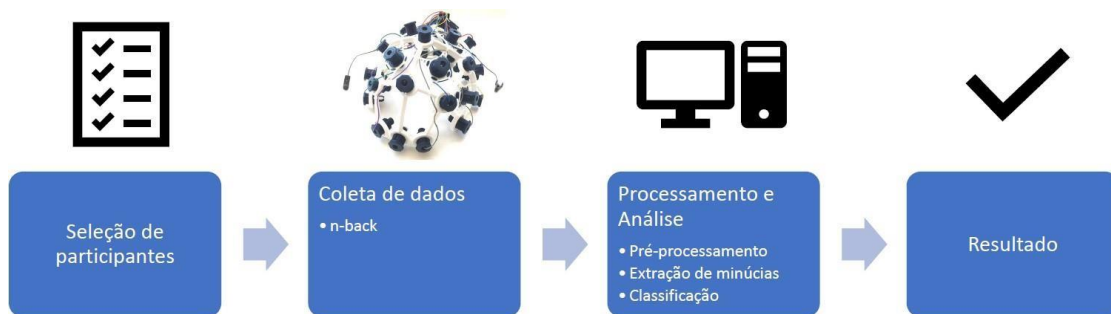 Seleção de
participantes
Coleta de dados
• n-back
Processamento e
Análise
• Pré-processamento
• Extração de minúcias
• Classificação
Resultado